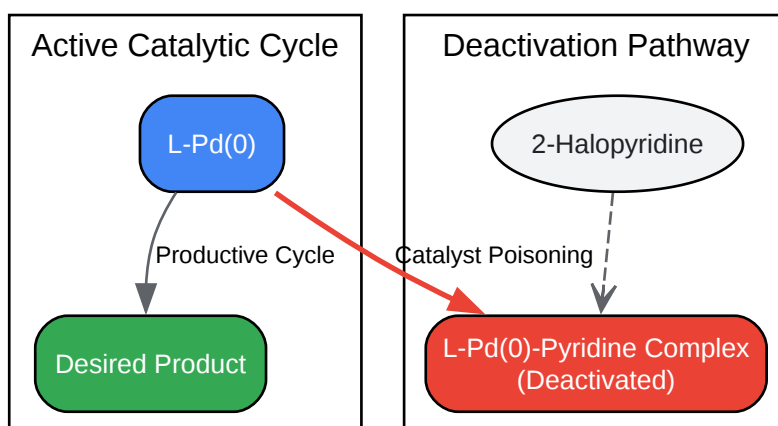 Active Catalytic Cycle
Deactivation Pathway
L-Pd(0)
2-Halopyridine
Productive Cycle
Catalyst Poisoning
Desired Product
L-Pd(0)-Pyridine Complex
(Deactivated)